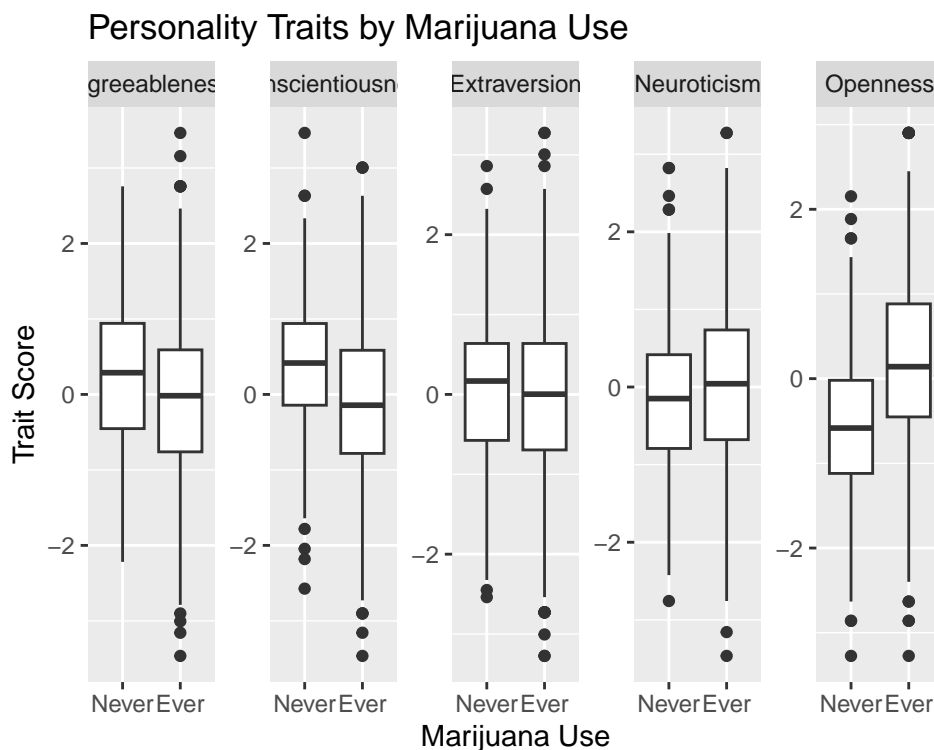 Personality Traits by Marijuana Use
greeablenes
nscientiousn
Extraversion
Neuroticism
Openness
Trait Score
2
0
−2
2
0
−2
2
0
−2
2
0
−2
2
0
−2
Never Ever
Never Ever
Never Ever
Never Ever
Never Ever
Marijuana Use